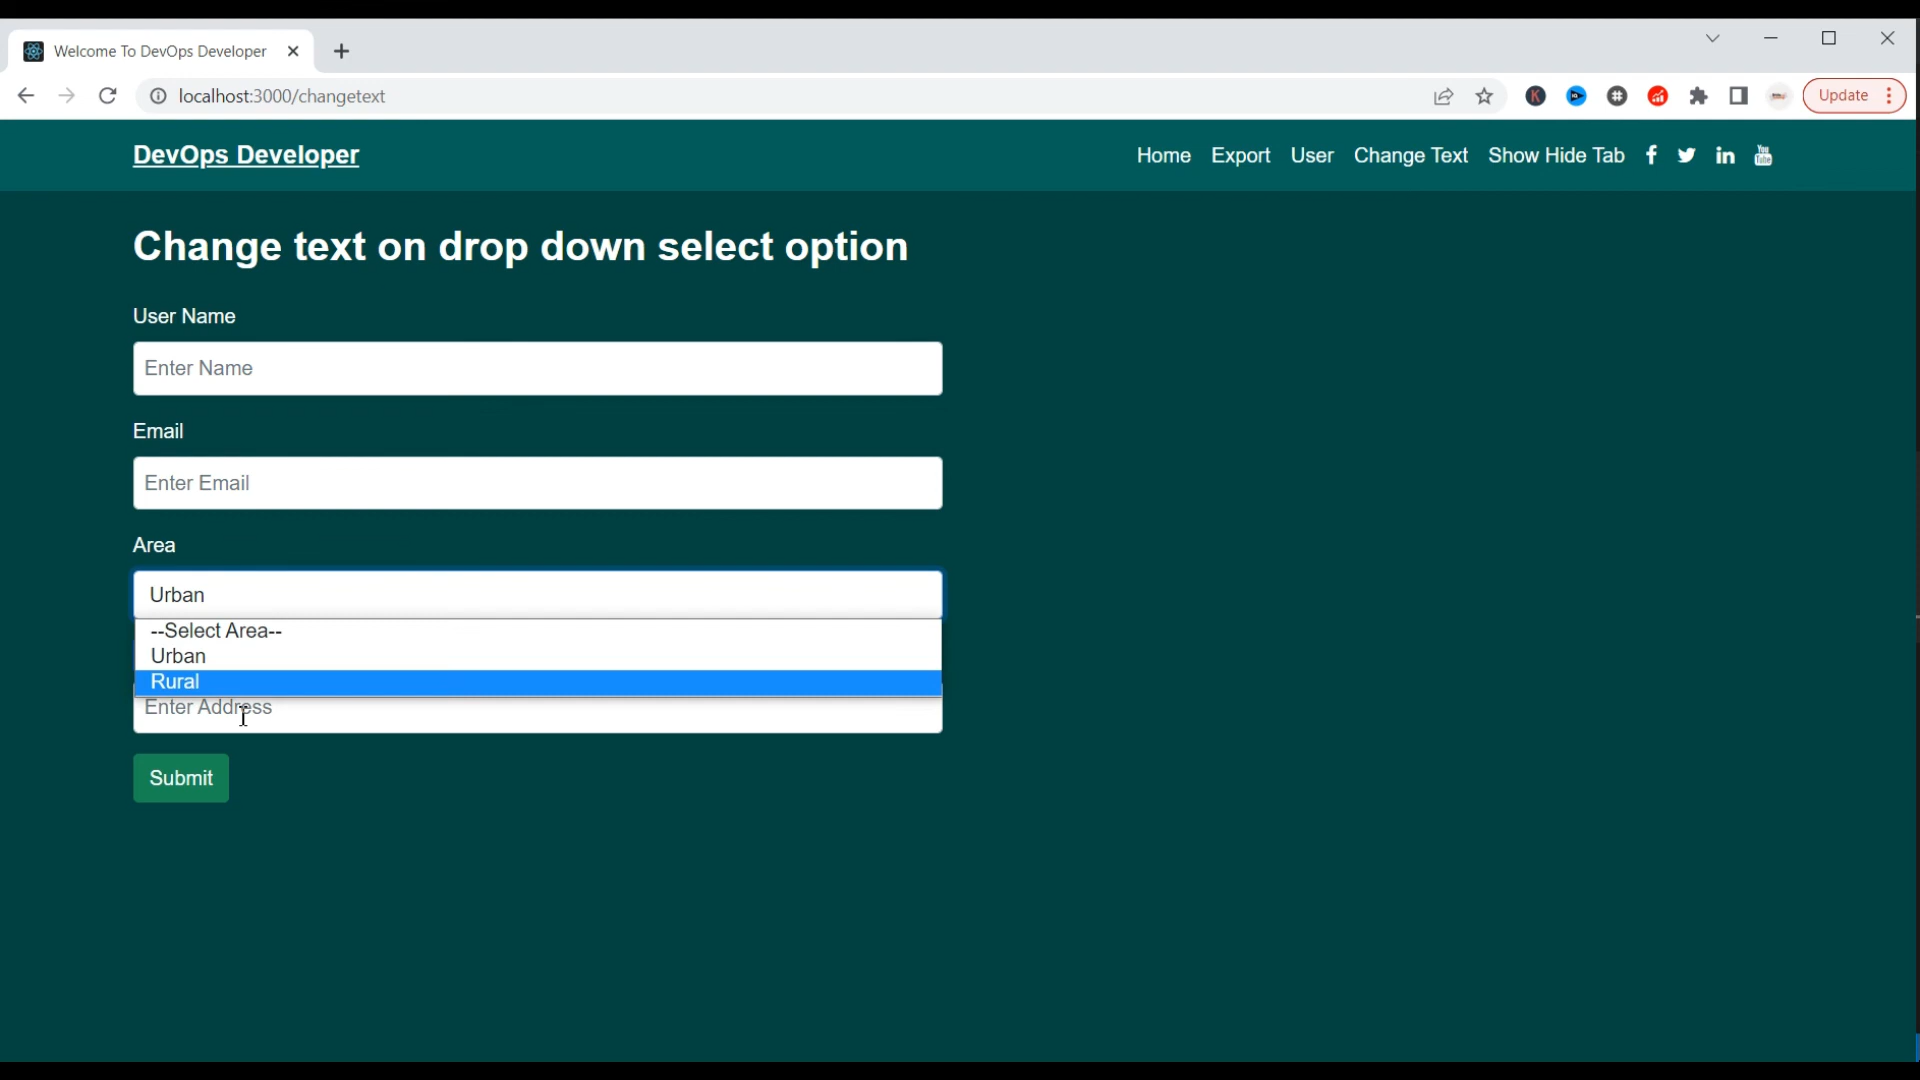 Welcome To DevOps Developer
localhost:3000/changetext
Update
DevOps Developer
Home Export User Change Text Show Hide Tab
Change text on drop down select option
User Name
Enter Name
Email
Enter Email
Area
Urban
--Select Area--
Urban
Rural
Enter Address
Submit